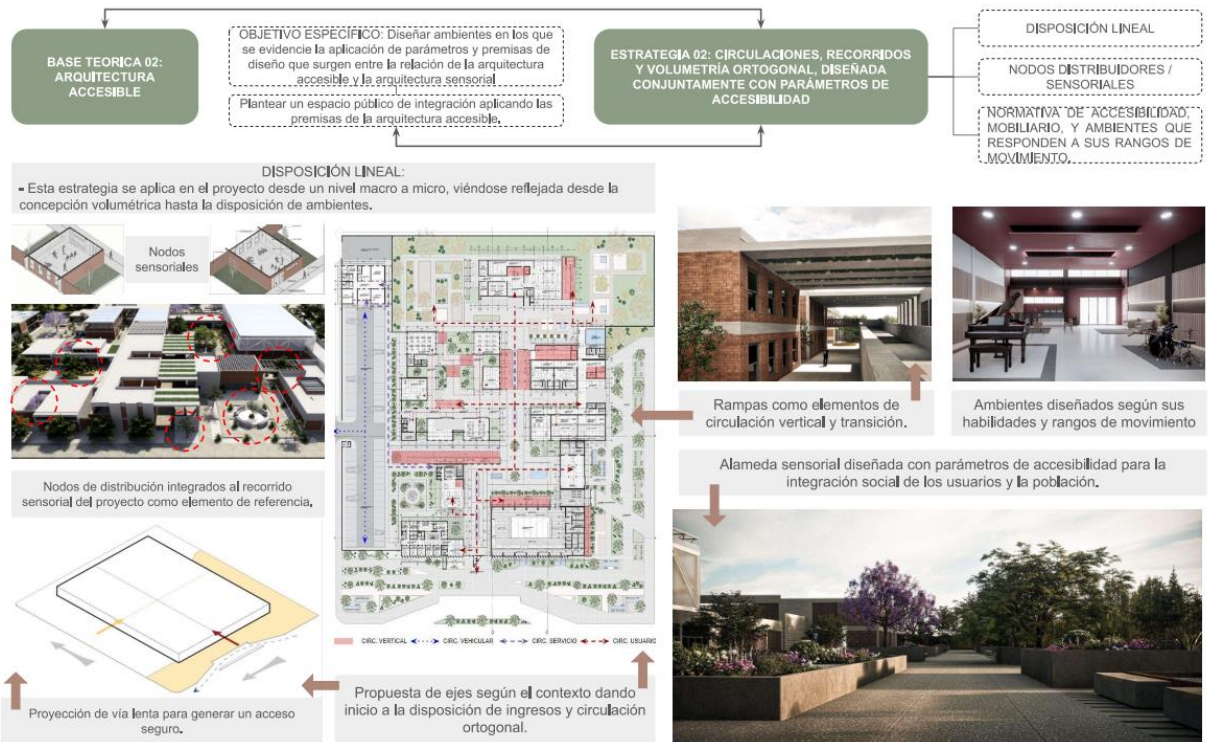 BASE TEORICA 02:
ARQUITECTURA
ACCESIBLE
OBJETIVO ESPECÍFICO: Diseñar ambientes en los que
se evidencie la aplicación de parámetros y premisas de
diseño que surgen entre la relación de la arquitectura
accesible y la arquitectura sensorial
Plantear un espacio público de integración aplicando las
premisas de la arquitectura accesible.
ESTRATEGIA 02: CIRCULACIONES, RECORRIDOS
Y VOLUMETRÍA ORTOGONAL, DISEÑADA
CONJUNTAMENTE CON PARÁMETROS DE
ACCESIBILIDAD
DISPOSICIÓN LINEAL
NODOS DISTRIBUIDORES /
SENSORIALES
NORMATIVA DE ACCESIBILIDAD,
MOBILIARIO, Y AMBIENTES QUE
RESPONDEN A SUS RANGOS DE
MOVIMIENTO.
DISPOSICIÓN LINEAL:
- Esta estrategia se aplica en el proyecto desde un nivel macro a micro, viéndose reflejada desde la
concepción volumétrica hasta la disposición de ambientes.
Nodos
sensoriales
Nodos de distribución integrados al recorrido
sensorial del proyecto como elemento de referencia.
Proyección de vía lenta para generar un acceso
seguro.
CIRC. VERTICAL CIRC. VEHICULAR CIRC. SERVICIO CIRC. USUARIO
Propuesta de ejes según el contexto dando
inicio a la disposición de ingresos y circulación
ortogonal.
Rampas como elementos de
circulación vertical y transición.
Ambientes diseñados según sus
habilidades y rangos de movimiento
Alameda sensorial diseñada con parámetros de accesibilidad para la
integración social de los usuarios y la población.